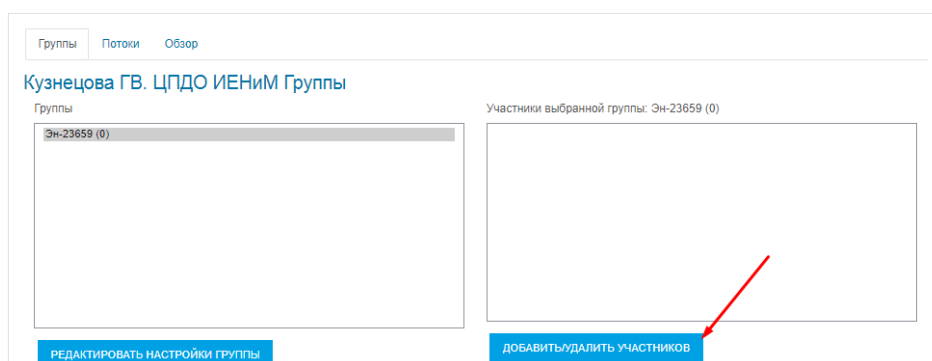 Группы Потоки Обзор
Кузнецова ГВ. ЦПДО ИЕНиМ Группы
Группы
Участники выбранной группы: Эн-23659 (0)
Эн-23659 (0)
РЕДАКТИРОВАТЬ НАСТРОЙКИ ГРУППЫ
ДОБАВИТЬ/УДАЛИТЬ УЧАСТНИКОВ